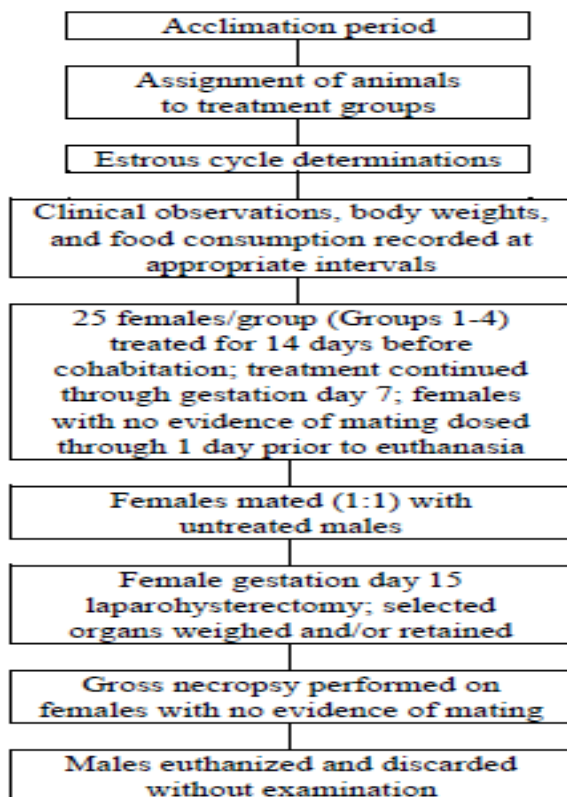 Acclimation period
Assignment of animals
to treatment groups
Estrous cycle determinations
Clinical observations, body weights,
and food consumption recorded at
appropriate intervals
25 females/group (Groups 1-4)
treated for 14 days before
cohabitation; treatment continued
through gestation day 7; females
with no evidence of mating dosed
through 1 day prior to euthanasia
Females mated (1:1) with
untreated males
Female gestation day 15
laparohysterectomy; selected
organs weighed and/or retained
Gross necropsy performed on
females with no evidence of mating
Males euthanized and discarded
without examination